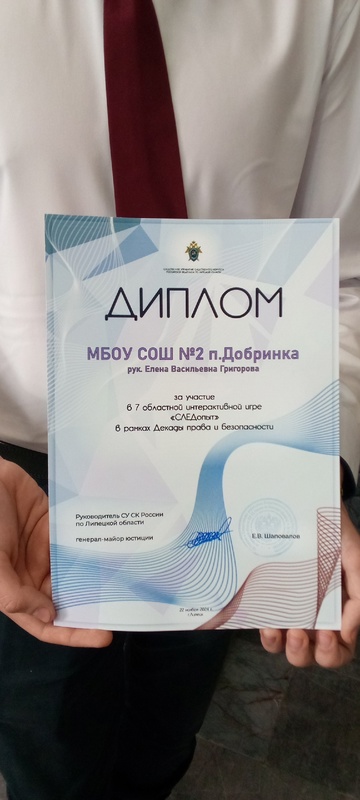 ДИПЛОМ
МБОУ СОШ №2 п.Добринка
рук. Елена Васильевна Григорова
за участие
в 7 областной интерактивной игре
«СЛЕДопыт»
в рамках Декады права и безопасности
Руководитель СУ СК России
по Липецкой области
генерал-майор юстиции
Е.В. Шаповалов